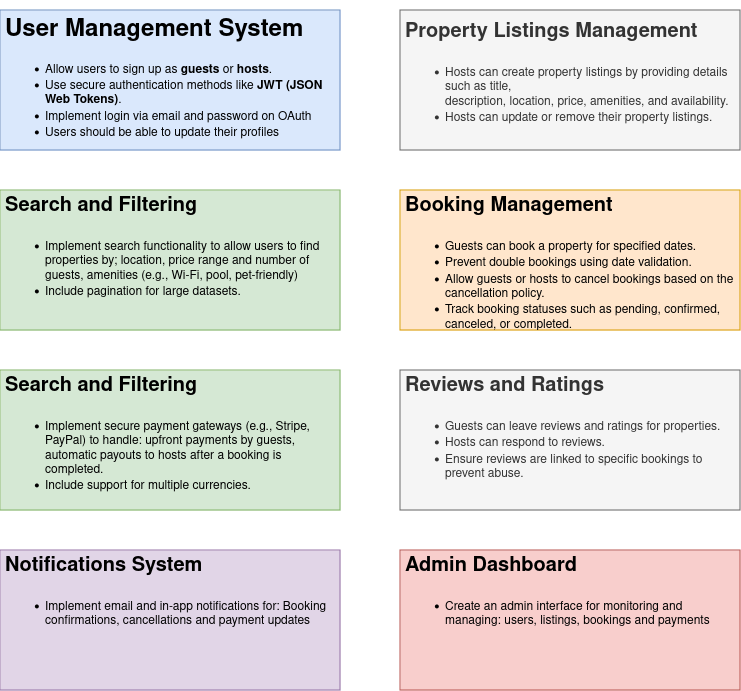 User Management System
• Allow users to sign up as guests or hosts.
• Use secure authentication methods like JWT (JSON
Web Tokens).
• Implement login via email and password on OAuth
• Users should be able to update their profiles
Property Listings Management
• Hosts can create property listings by providing details
such as title,
description, location, price, amenities, and availability.
• Hosts can update or remove their property listings.
Search and Filtering
• Implement search functionality to allow users to find
properties by; location, price range and number of
guests, amenities (e.g., Wi-Fi, pool, pet-friendly)
• Include pagination for large datasets.
Booking Management
• Guests can book a property for specified dates.
• Prevent double bookings using date validation.
• Allow guests or hosts to cancel bookings based on the
cancellation policy.
• Track booking statuses such as pending, confirmed,
canceled, or completed.
Search and Filtering
• Implement secure payment gateways (e.g., Stripe,
PayPal) to handle: upfront payments by guests,
automatic payouts to hosts after a booking is
completed.
• Include support for multiple currencies.
Reviews and Ratings
• Guests can leave reviews and ratings for properties.
• Hosts can respond to reviews.
• Ensure reviews are linked to specific bookings to
prevent abuse.
Notifications System
• Implement email and in-app notifications for: Booking
confirmations, cancellations and payment updates
Admin Dashboard
• Create an admin interface for monitoring and
managing: users, listings, bookings and payments